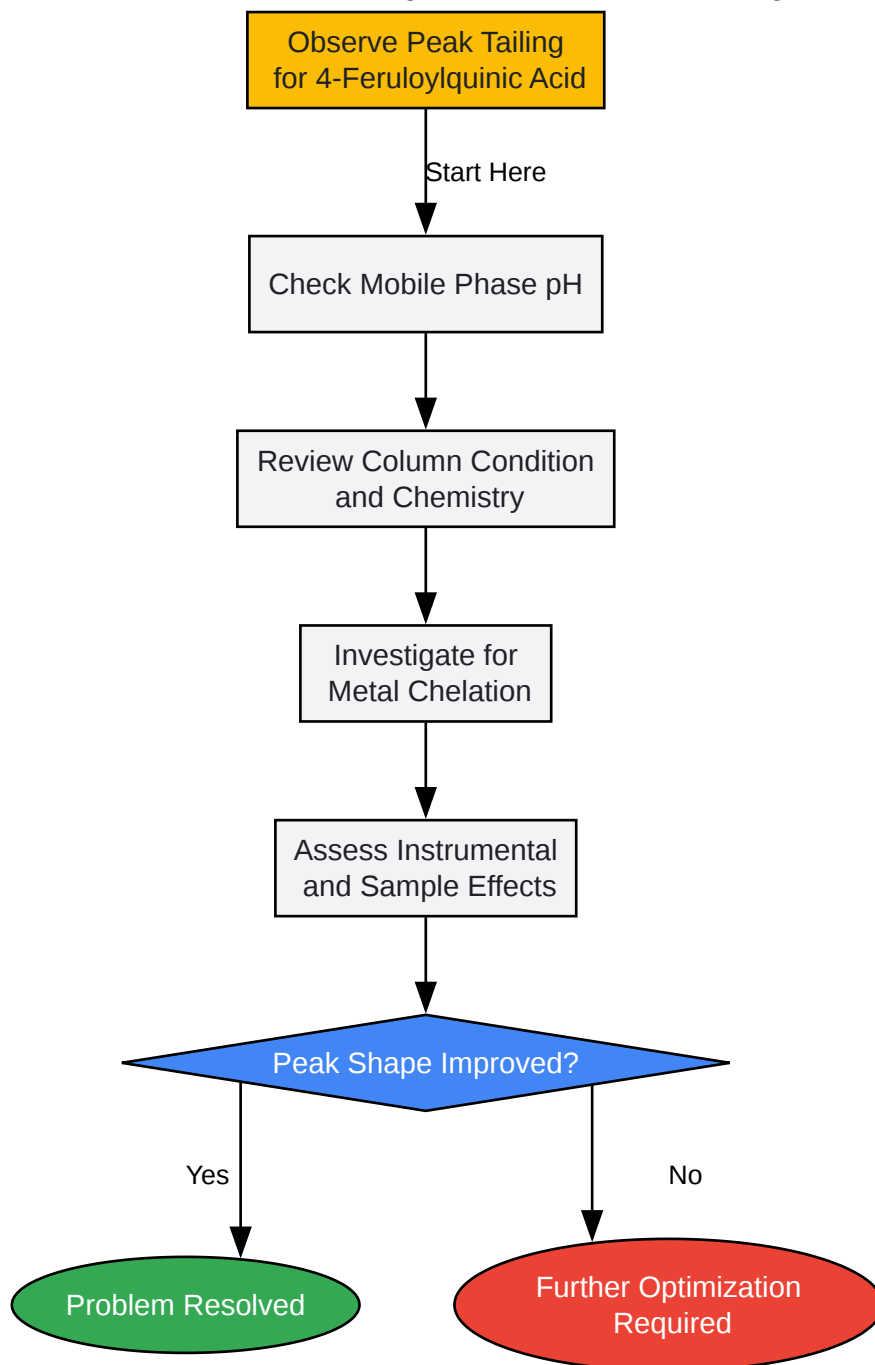 Observe Peak Tailing
for 4-Feruloylquinic Acid
Start Here
Check Mobile Phase pH
Review Column Condition
and Chemistry
Investigate for
Metal Chelation
Assess Instrumental
and Sample Effects
Peak Shape Improved?
Yes
No
Problem Resolved
Further Optimization
Required